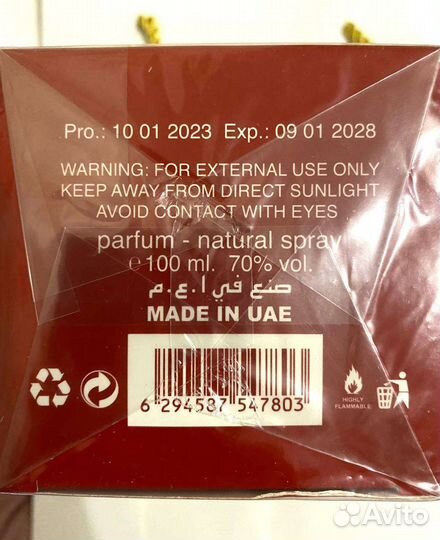 Pro.: 10 01 2023 Exp.: 09 01 2028
WARNING: FOR EXTERNAL USE ONLY
KEEP AWAY FROM DIRECT SUNLIGHT
AVOID CONTACT WITH EYES
parfum - natural spray
℮100 ml. 70% vol.
صنع في ا.ع.م
MADE IN UAE
6 294587 547803
HIGHLY
FLAMMABLE
Avito